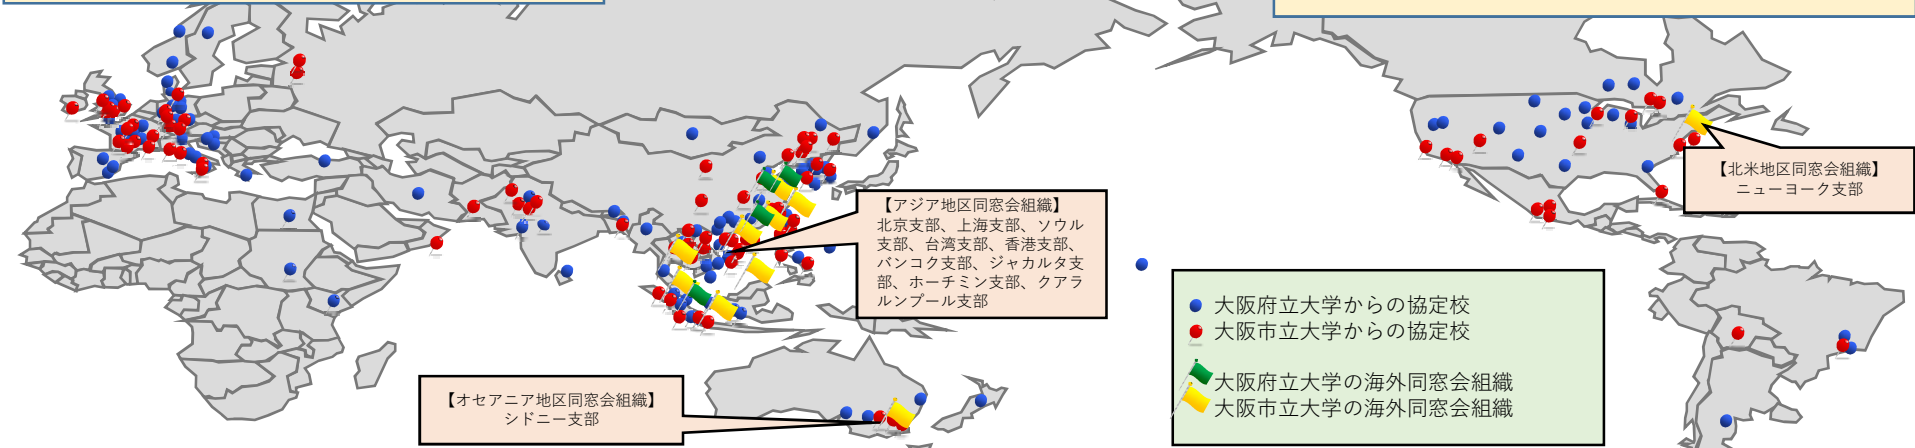 【アジア地区同窓会組織】
北京支部、上海支部、ソウル
支部、台湾支部、香港支部、
バンコク支部、ジャカルタ支
部、ホーチミン支部、クアラ
ルンプール支部
【北米地区同窓会組織】
ニューヨーク支部
【オセアニア地区同窓会組織】
シドニー支部
大阪府立大学からの協定校
大阪市立大学からの協定校
大阪府立大学の海外同窓会組織
大阪市立大学の海外同窓会組織